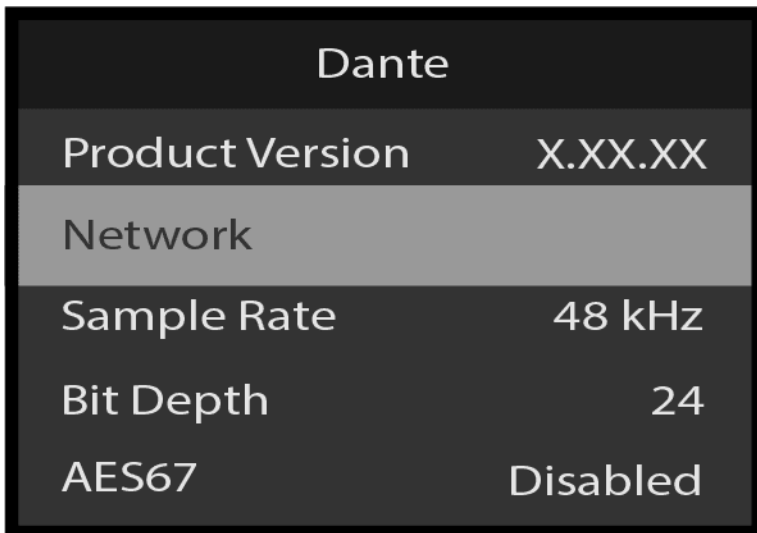 Dante
Product Version X.XX.XX
Network
Sample Rate 48 kHz
Bit Depth 24
AES67 Disabled